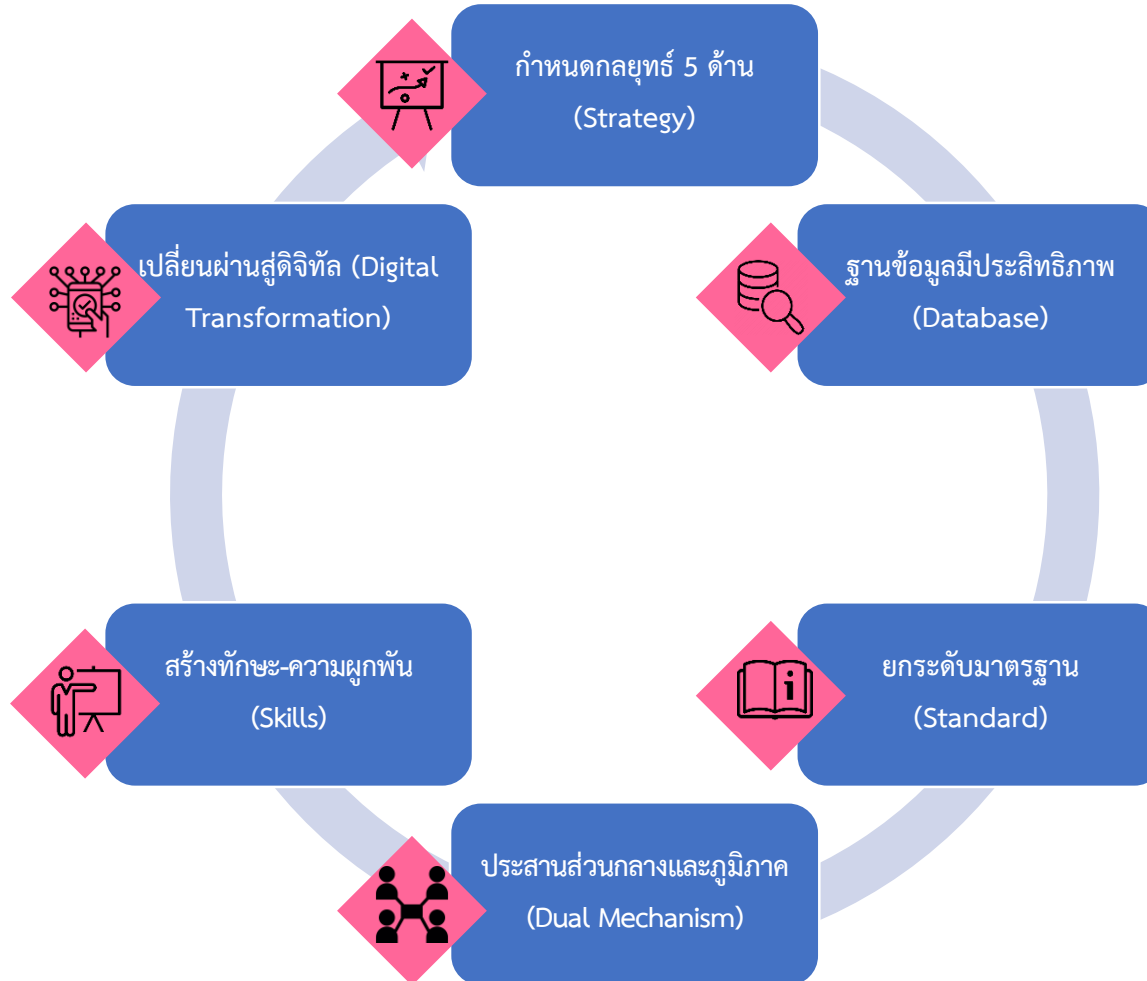 กำหนดกลยุทธ์ 5 ด้าน
(Strategy)
ฐานข้อมูลมีประสิทธิภาพ
(Database)
ยกระดับมาตรฐาน
(Standard)
ประสานส่วนกลางและภูมิภาค
(Dual Mechanism)
สร้างทักษะ-ความผูกพัน
(Skills)
เปลี่ยนผ่านสู่ดิจิทัล (Digital
Transformation)